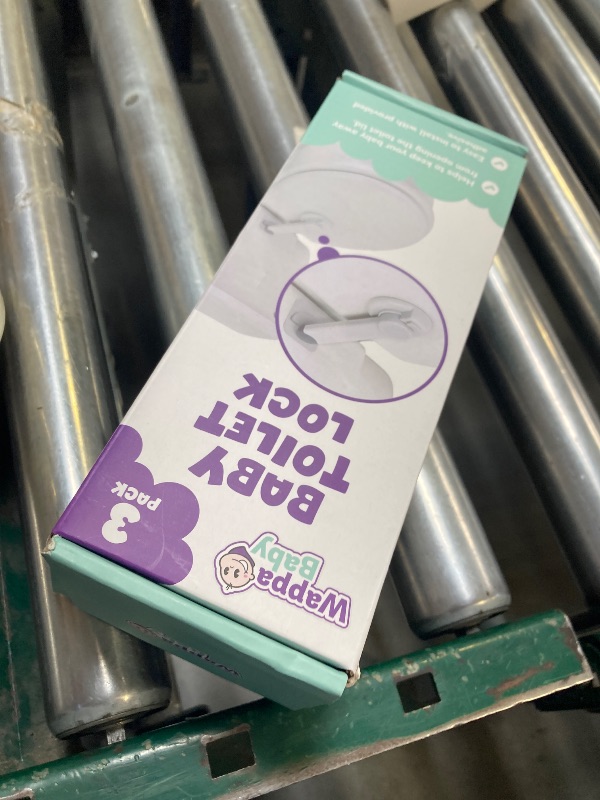 Wappa
Baby
3
PACK
BABY
TOILET
LOCK
Helps to keep your baby away
from opening the toilet lid.
Easy to install with provided
adhesive.